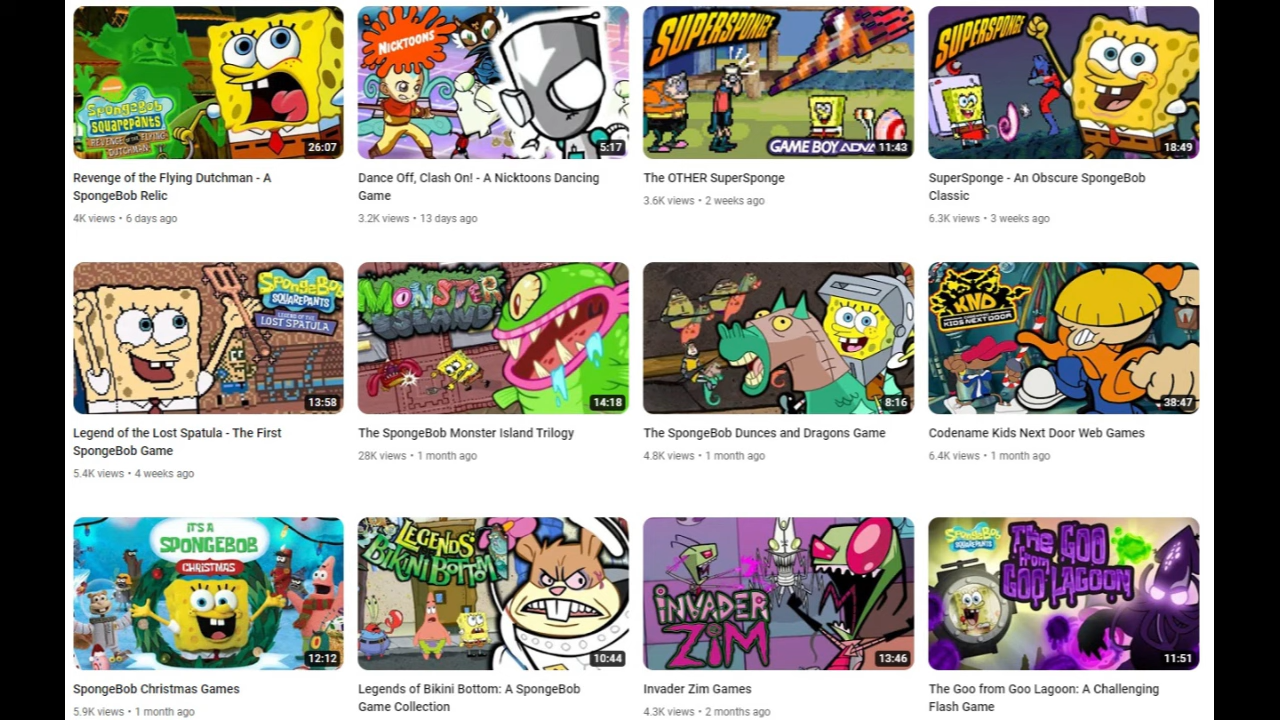 SpongeBob
SQUAREPANTS
REVENGE OF THE FLYING
DUTCHMAN
26:07
NICKTOONS
5:17
SUPERSPONGE
GAME BOY ADVA
11:43
SUPERSPONGE
18:49
Revenge of the Flying Dutchman - A
SpongeBob Relic
4K views • 6 days ago
Dance Off, Clash On! - A Nicktoons Dancing
Game
3.2K views • 13 days ago
The OTHER SuperSponge
3.6K views • 2 weeks ago
SuperSponge - An Obscure SpongeBob
Classic
6.3K views • 3 weeks ago
SpongeBob
SQUAREPANTS
LEGEND OF THE
LOST SPATULA
13:58
MONSTER
ISLAND
14:18
8:16
KND
KIDS NEXT DOOR
38:47
Legend of the Lost Spatula - The First
SpongeBob Game
5.4K views • 4 weeks ago
The SpongeBob Monster Island Trilogy
28K views • 1 month ago
The SpongeBob Dunces and Dragons Game
4.8K views • 1 month ago
Codename Kids Next Door Web Games
6.4K views • 1 month ago
IT'S A
SPONGEBOB
CHRISTMAS
12:12
LEGENDS OF
BIKINI BOTTOM
10:44
INVADER
ZIM
13:46
SpongeBob
SQUAREPANTS
The GOO
from
GOO LAGOON
11:51
SpongeBob Christmas Games
5.9K views • 1 month ago
Legends of Bikini Bottom: A SpongeBob
Game Collection
Invader Zim Games
4.3K views • 2 months ago
The Goo from Goo Lagoon: A Challenging
Flash Game